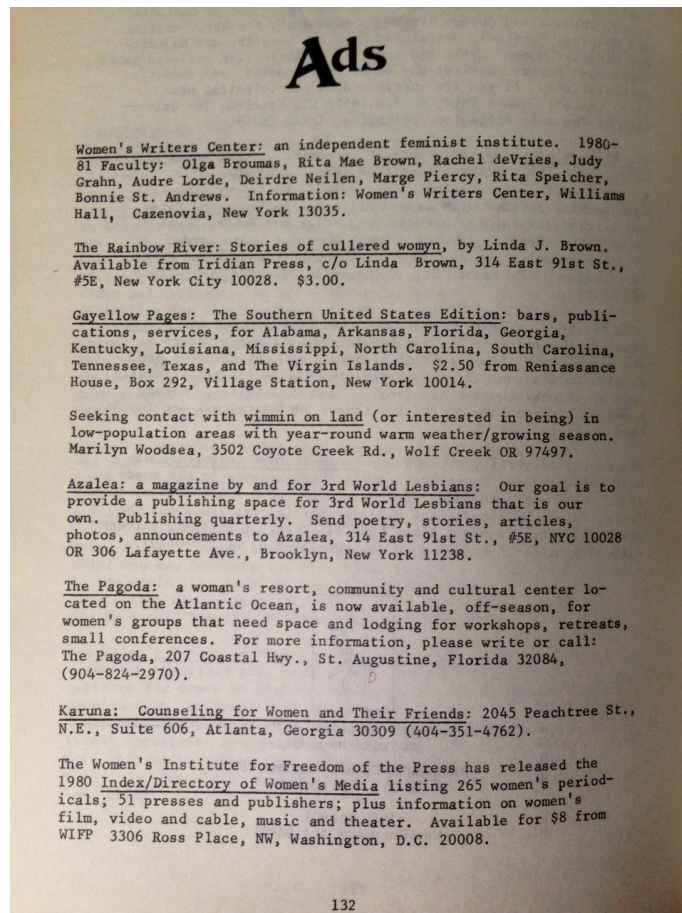 Ads
Women's Writers Center: an independent feminist institute. 1980-
81 Faculty: Olga Broumas, Rita Mae Brown, Rachel deVries, Judy
Grahn, Audre Lorde, Deirdre Neilen, Marge Piercy, Rita Speicher,
Bonnie St. Andrews. Information: Women's Writers Center, Williams
Hall, Cazenovia, New York 13035.
The Rainbow River: Stories of cullered womyn, by Linda J. Brown.
Available from Iridian Press, c/o Linda Brown, 314 East 91st St.,
#5E, New York City 10028. $3.00.
Gayellow Pages: The Southern United States Edition: bars, publi-
cations, services, for Alabama, Arkansas, Florida, Georgia,
Kentucky, Louisiana, Mississippi, North Carolina, South Carolina,
Tennessee, Texas, and The Virgin Islands. $2.50 from Reniassance
House, Box 292, Village Station, New York 10014.
Seeking contact with wimmin on land (or interested in being) in
low-population areas with year-round warm weather/growing season.
Marilyn Woodsea, 3502 Coyote Creek Rd., Wolf Creek OR 97497.
Azalea: a magazine by and for 3rd World Lesbians: Our goal is to
provide a publishing space for 3rd World Lesbians that is our
own. Publishing quarterly. Send poetry, stories, articles,
photos, announcements to Azalea, 314 East 91st St., #5E, NYC 10028
OR 306 Lafayette Ave., Brooklyn, New York 11238.
The Pagoda: a woman's resort, community and cultural center lo-
cated on the Atlantic Ocean, is now available, off-season, for
women's groups that need space and lodging for workshops, retreats,
small conferences. For more information, please write or call:
The Pagoda, 207 Coastal Hwy., St. Augustine, Florida 32084,
(904-824-2970).
Karuna: Counseling for Women and Their Friends: 2045 Peachtree St.,
N.E., Suite 606, Atlanta, Georgia 30309 (404-351-4762).
The Women's Institute for Freedom of the Press has released the
1980 Index/Directory of Women's Media listing 265 women's period-
icals; 51 presses and publishers; plus information on women's
film, video and cable, music and theater. Available for $8 from
WIFP 3306 Ross Place, NW, Washington, D.C. 20008.
132